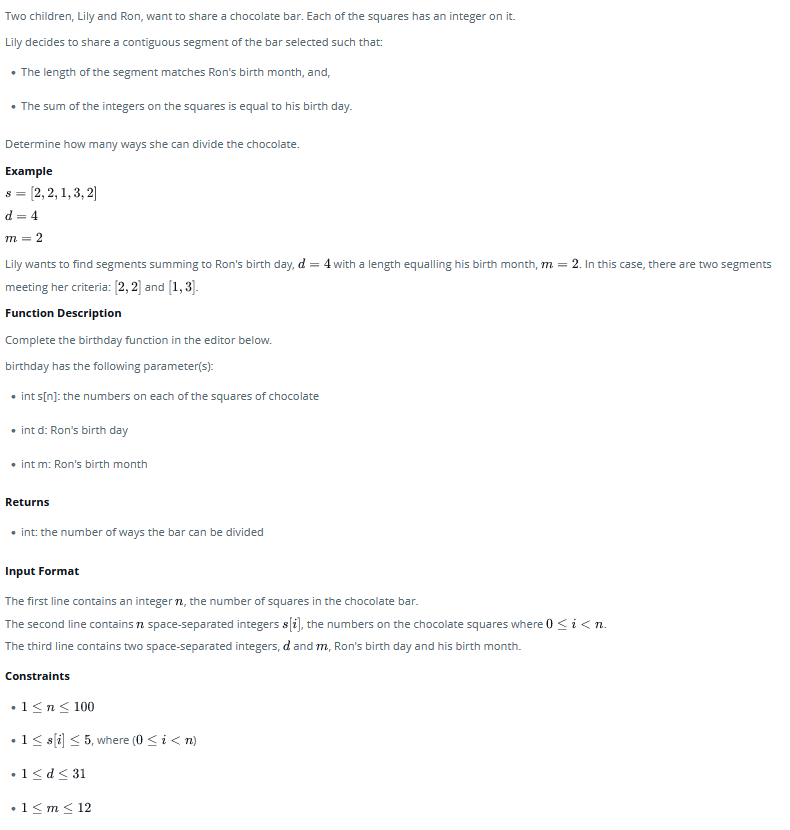 Two children, Lily and Ron, want to share a chocolate bar. Each of the squares has an integer on it.
Lily decides to share a contiguous segment of the bar selected such that:
• The length of the segment matches Ron's birth month, and,
• The sum of the integers on the squares is equal to his birth day.
Determine how many ways she can divide the chocolate.
Example
s = [2, 2, 1, 3, 2]
d = 4
m = 2
Lily wants to find segments summing to Ron's birth day, d = 4 with a length equalling his birth month, m = 2. In this case, there are two segments
meeting her criteria: [2, 2] and [1, 3].
Function Description
Complete the birthday function in the editor below.
birthday has the following parameter(s):
• int s[n]: the numbers on each of the squares of chocolate
• int d: Ron's birth day
• int m: Ron's birth month
Returns
• int: the number of ways the bar can be divided
Input Format
The first line contains an integer n, the number of squares in the chocolate bar.
The second line contains n space-separated integers s[i], the numbers on the chocolate squares where 0 ≤ i < n.
The third line contains two space-separated integers, d and m, Ron's birth day and his birth month.
Constraints
• 1 ≤ n ≤ 100
• 1 ≤ s[i] ≤ 5, where (0 ≤ i < n)
• 1 ≤ d ≤ 31
• 1 ≤ m ≤ 12